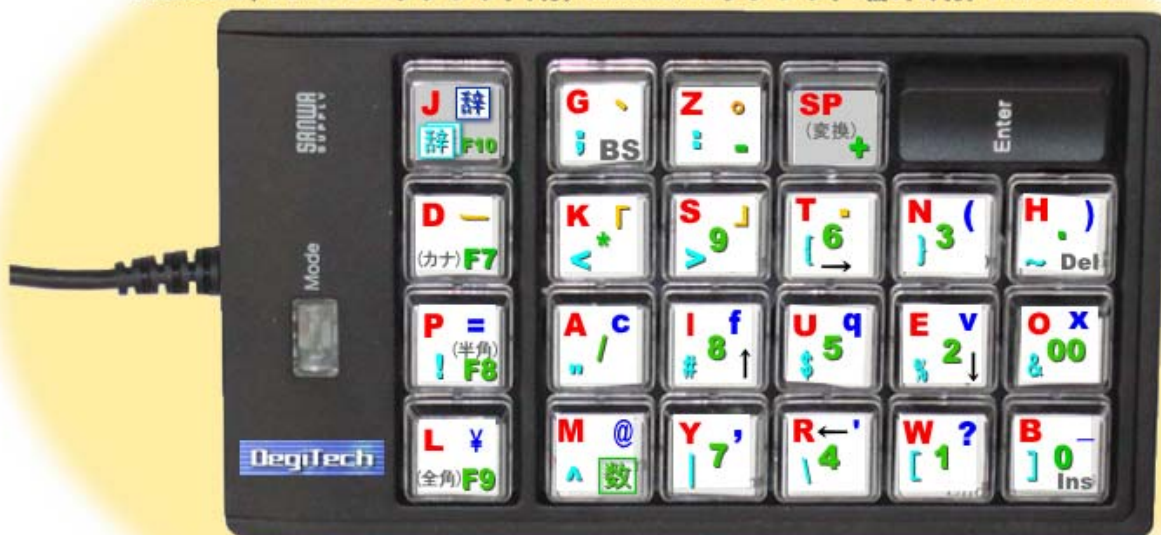 SANWA
SUPPLY
Mode
DegiTech
J 辞
辞 F10
G 、
; BS
Z 。
: -
SP
(変換)
+
Enter
D ー
(カナ) F7
K 「
< *
S 」
> 9
T ・
{ 6 →
N (
} 3
H )
~ . Del
P =
(半角)
! F8
A c
" /
I f
# 8 ↑
U q
$ 5
E v
% 2 ↓
O x
& 00
L ¥
(全角) F9
M @
^ 数
Y ,
| 7
R ← '
\ 4
W ?
[ 1
B _
] 0
Ins